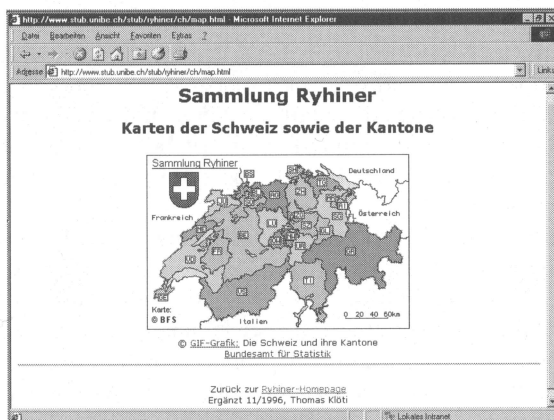 http://www.stub.unibe.ch/stub/ryhiner/ch/map.html - Microsoft Internet Explorer
Datei Bearbeiten Ansicht Favoriten Extras ?
Adresse http://www.stub.unibe.ch/stub/ryhiner/ch/map.html Links
Sammlung Ryhiner
Karten der Schweiz sowie der Kantone
Sammlung Ryhiner
Deutschland
Frankreich
Österreich
Italien
Karte:
© BFS
0 20 40 60km
© GIF-Grafik: Die Schweiz und ihre Kantone
Bundesamt für Statistik
Zurück zur Ryhiner-Homepage
Ergänzt 11/1996, Thomas Klöti
Lokales Intranet